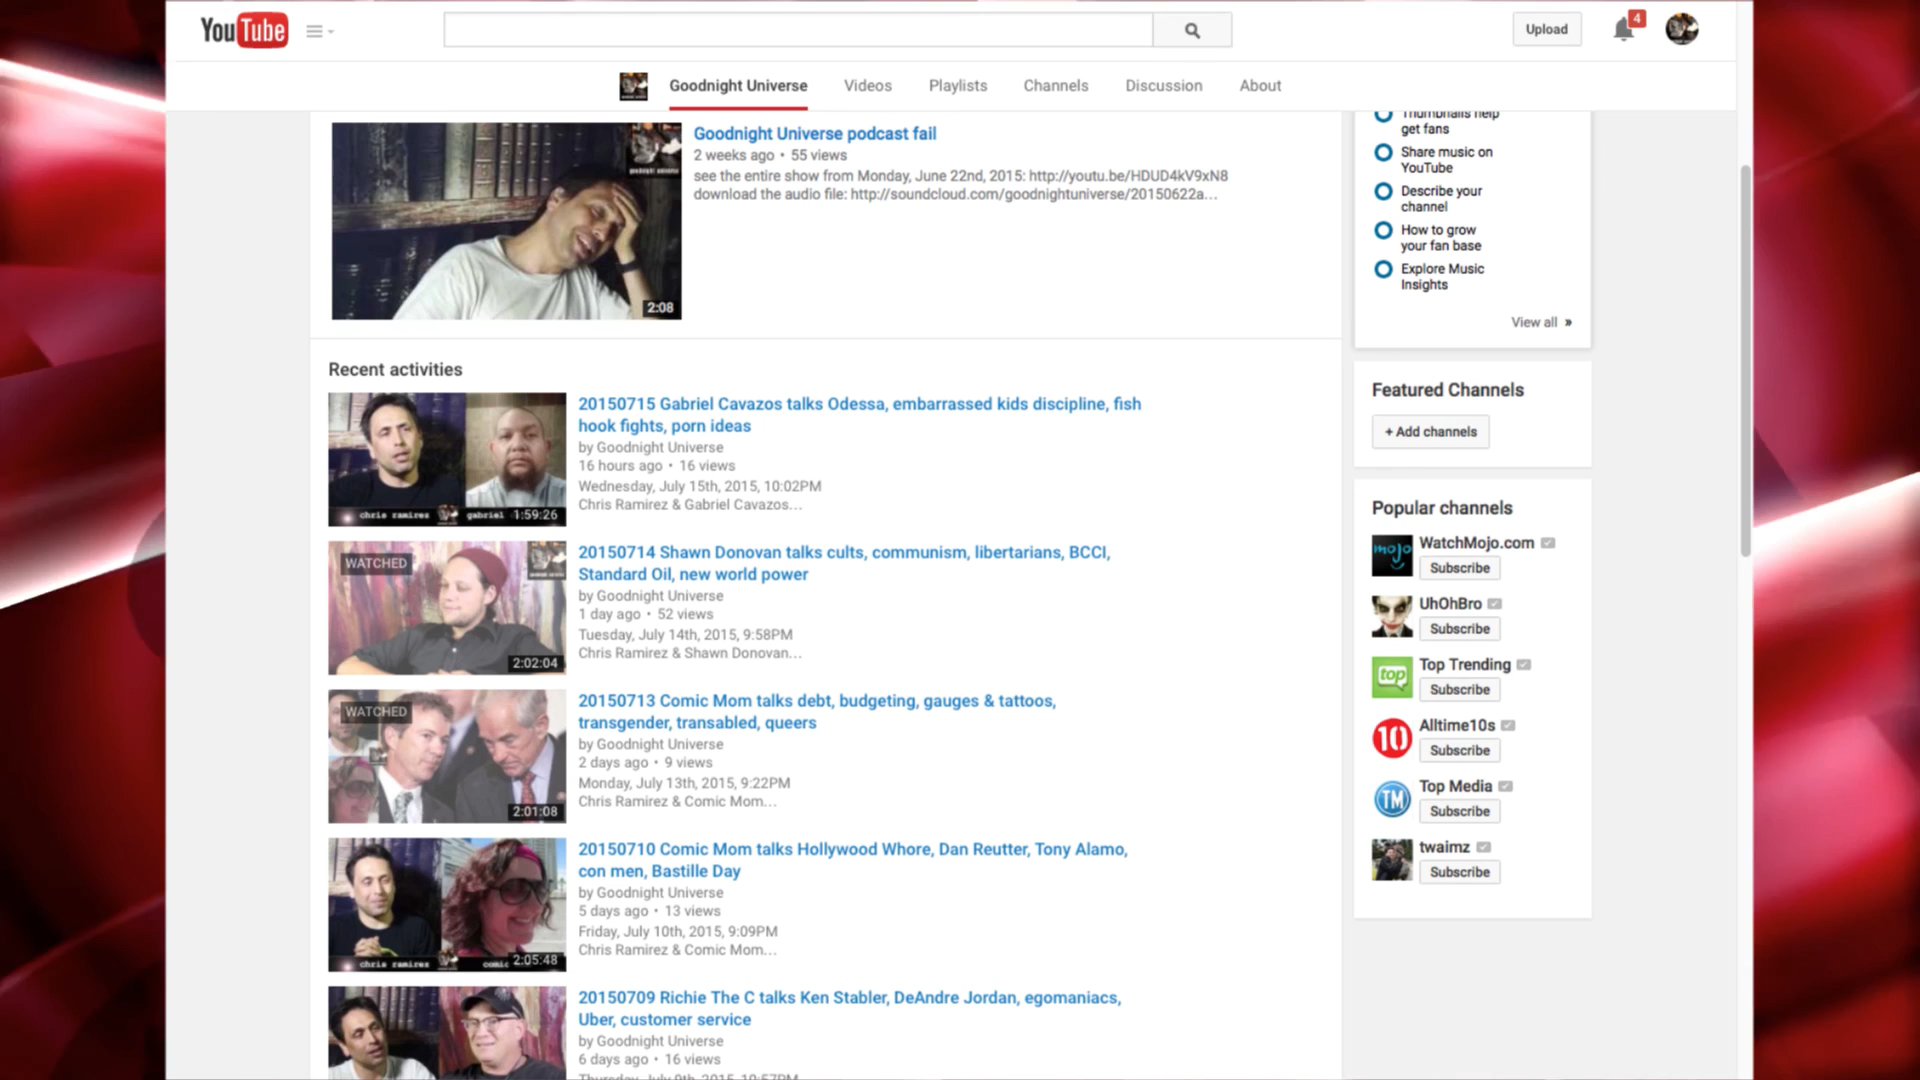 YouTube
Upload
4
Goodnight Universe
Videos
Playlists
Channels
Discussion
About
Goodnight Universe podcast fail
2 weeks ago • 55 views
see the entire show from Monday, June 22nd, 2015: http://youtu.be/HDUD4kV9xN8
download the audio file: http://soundcloud.com/goodnightuniverse/20150622a...
2:08
Recent activities
20150715 Gabriel Cavazos talks Odessa, embarrassed kids discipline, fish
hook fights, porn ideas
by Goodnight Universe
16 hours ago • 16 views
Wednesday, July 15th, 2015, 10:02PM
Chris Ramirez & Gabriel Cavazos...
chris ramirez
gabriel
1:59:26
WATCHED
20150714 Shawn Donovan talks cults, communism, libertarians, BCCI,
Standard Oil, new world power
by Goodnight Universe
1 day ago • 52 views
Tuesday, July 14th, 2015, 9:58PM
Chris Ramirez & Shawn Donovan...
2:02:04
WATCHED
20150713 Comic Mom talks debt, budgeting, gauges & tattoos,
transgender, transabled, queers
by Goodnight Universe
2 days ago • 9 views
Monday, July 13th, 2015, 9:22PM
Chris Ramirez & Comic Mom...
2:01:08
20150710 Comic Mom talks Hollywood Whore, Dan Reutter, Tony Alamo,
con men, Bastille Day
by Goodnight Universe
5 days ago • 13 views
Friday, July 10th, 2015, 9:09PM
Chris Ramirez & Comic Mom...
chris ramirez
comic
2:05:48
20150709 Richie The C talks Ken Stabler, DeAndre Jordan, egomaniacs,
Uber, customer service
by Goodnight Universe
6 days ago • 16 views
Thursday, July 9th, 2015, 10:57PM
Thumbnails help
get fans
Share music on
YouTube
Describe your
channel
How to grow
your fan base
Explore Music
Insights
View all »
Featured Channels
+ Add channels
Popular channels
mojo
WatchMojo.com
Subscribe
UhOhBro
Subscribe
top
Top Trending
Subscribe
10
Alltime10s
Subscribe
TM
Top Media
Subscribe
twaimz
Subscribe